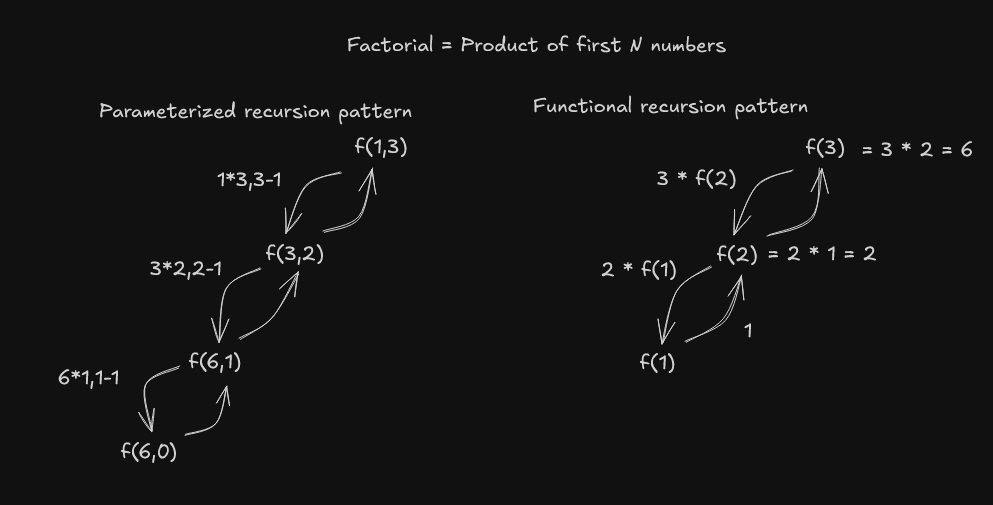 Factorial = Product of first N numbers
Parameterized recursion pattern
f(1,3)
1*3,3-1
f(3,2)
3*2,2-1
f(6,1)
6*1,1-1
f(6,0)
Functional recursion pattern
f(3) = 3 * 2 = 6
3 * f(2)
f(2) = 2 * 1 = 2
2 * f(1)
1
f(1)